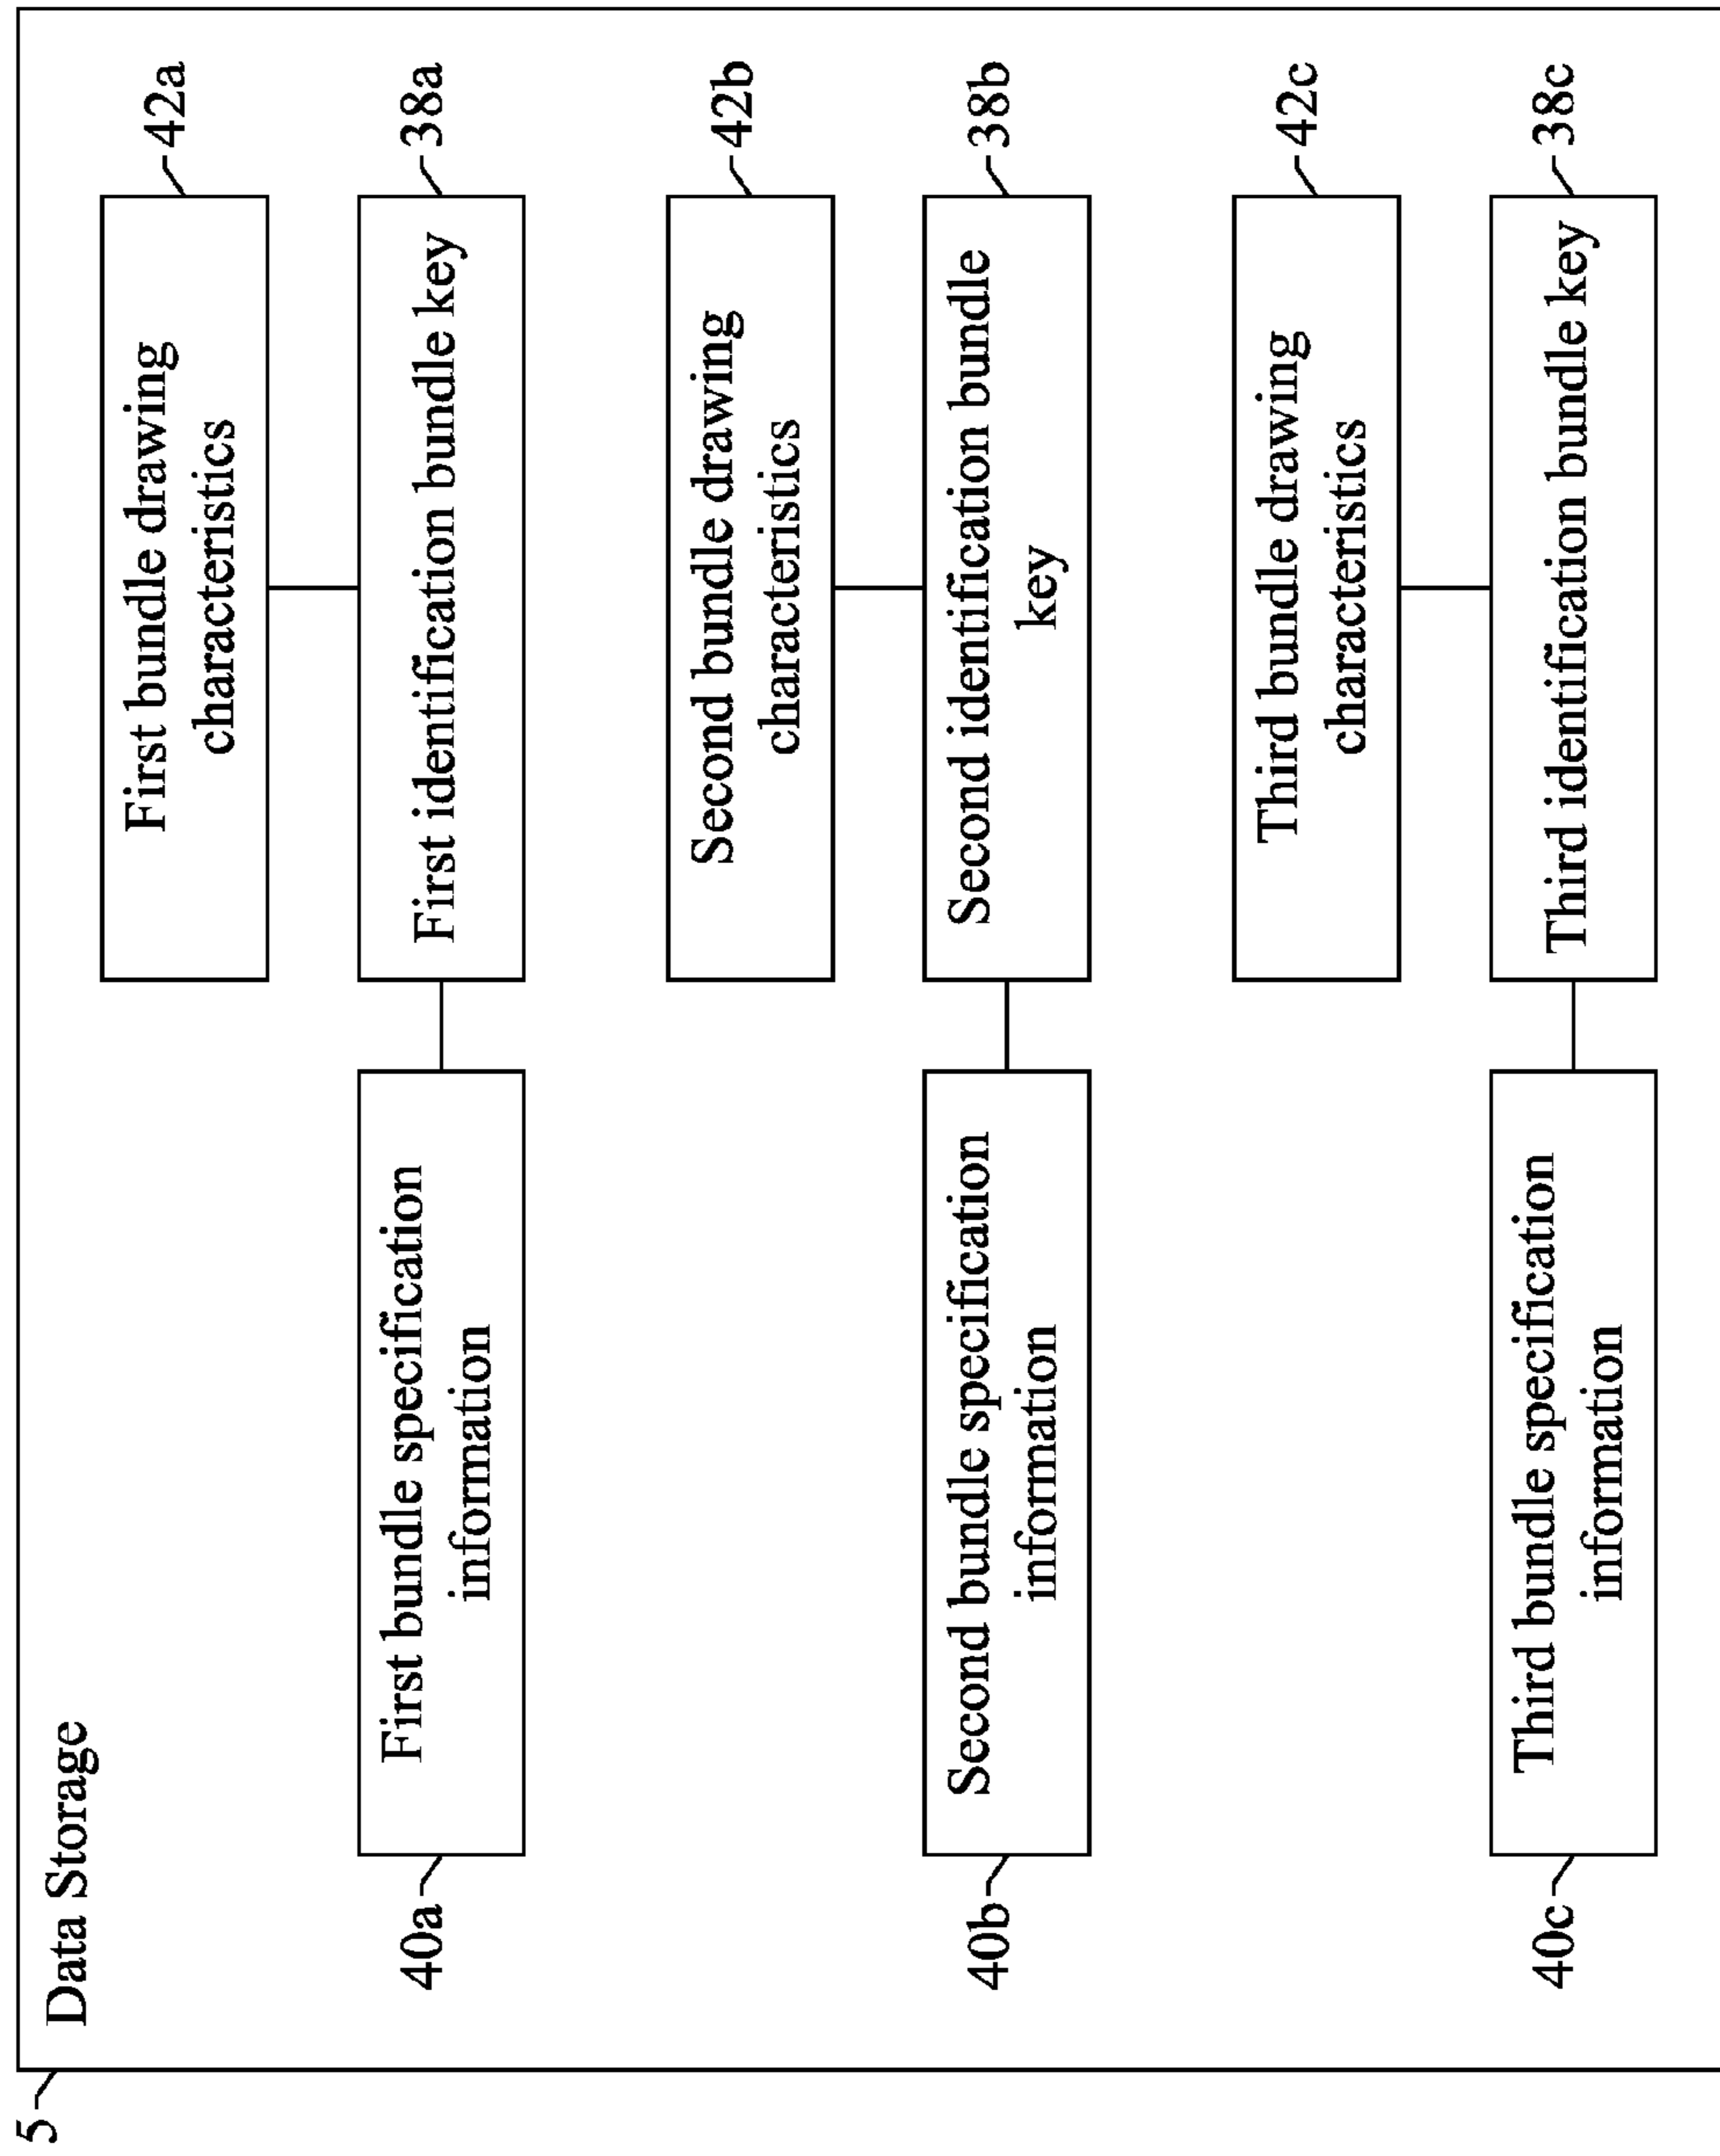 5
Data Storage
First bundle drawing
characteristics
42a
40a
First bundle specification
information
First identification bundle key
38a
Second bundle drawing
characteristics
42b
40b
Second bundle specification
information
Second identification bundle
key
38b
Third bundle drawing
characteristics
42c
40c
Third bundle specification
information
Third identification bundle key
38c